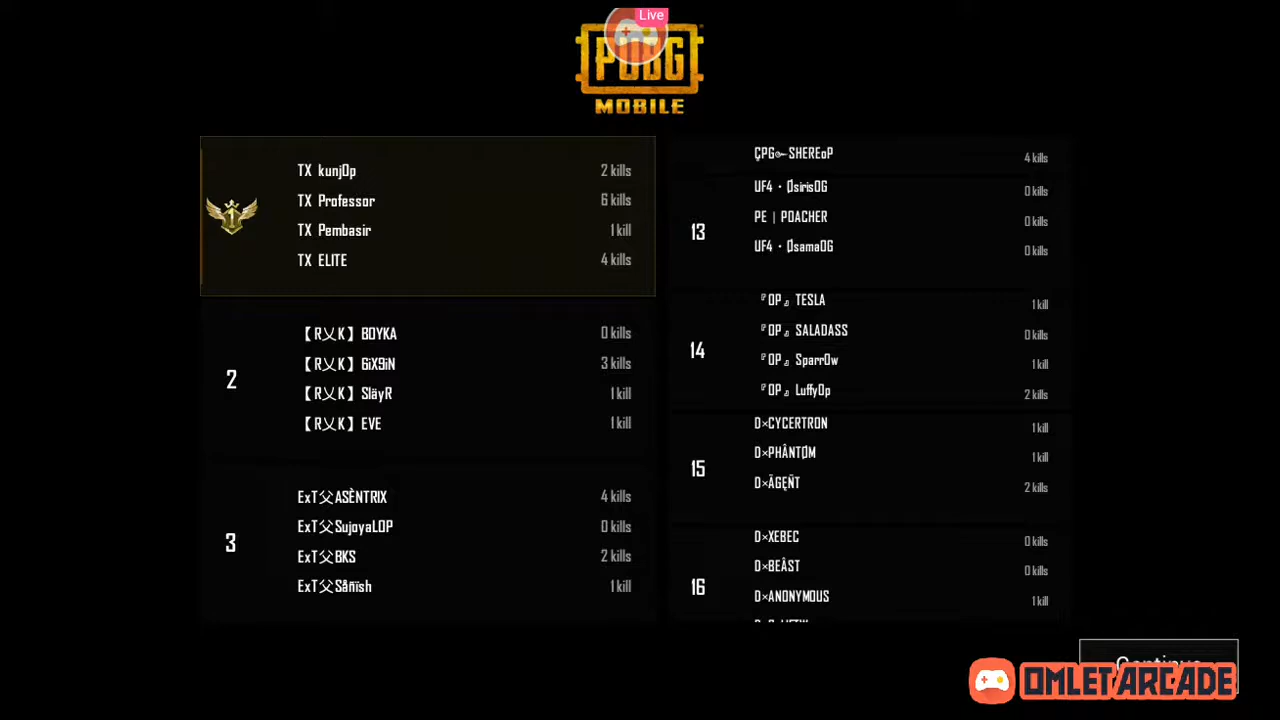 Live
PUBG
MOBILE
1
TX kunjOp 2 kills
TX Professor 6 kills
TX Pembasir 1 kill
TX ELITE 4 kills
2
【R乂K】BOYKA 0 kills
【R乂K】6iX9iN 3 kills
【R乂K】SläyR 1 kill
【R乂K】EVE 1 kill
3
ExT父ASÈNTRIX 4 kills
ExT父SujoyaLOP 0 kills
ExT父BKS 2 kills
ExT父Såñïsh 1 kill
SHEREoP 4 kills
13
UF4・ØsirisOG 0 kills
PE | POACHER 0 kills
UF4・ØsamaOG 0 kills
14
『OP』TESLA 1 kill
『OP』SALADASS 0 kills
『OP』SparrOw 1 kill
『OP』LuffyOp 2 kills
15
D×CYCERTRON 1 kill
D×PHÂNTØM 1 kill
D×ÃGĘÑT 2 kills
16
D×XEBEC 0 kills
D×BEÂST 0 kills
D×ANONYMOUS 1 kill
Continue
OMLET ARCADE